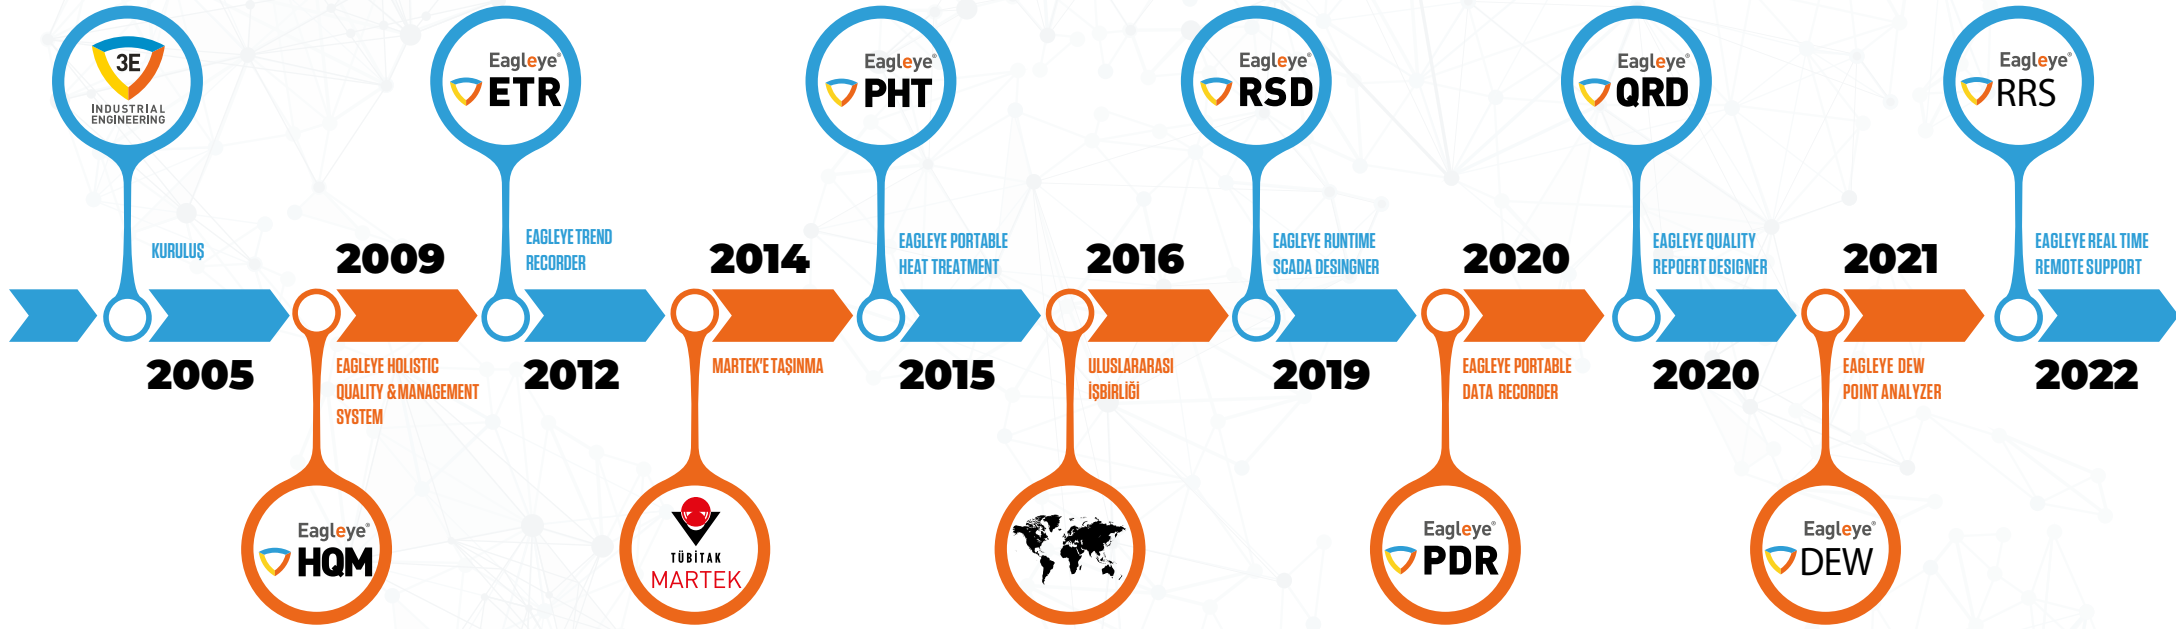 3E
INDUSTRIAL
ENGINEERING
KURULUŞ
2005
2009
EAGLEYE HOLISTIC
QUALITY & MANAGEMENT
SYSTEM
Eagleye®
HQM
Eagleye®
ETR
EAGLEYE TREND
RECORDER
2012
2014
MARTEK'E TAŞINMA
TÜBİTAK
MARTEK
Eagleye®
PHT
EAGLEYE PORTABLE
HEAT TREATMENT
2015
2016
ULUSLARARASI
İŞBİRLİĞİ
Eagleye®
RSD
EAGLEYE RUNTIME
SCADA DESINGNER
2019
2020
EAGLEYE PORTABLE
DATA RECORDER
Eagleye®
PDR
Eagleye®
QRD
EAGLEYE QUALITY
REPOERT DESIGNER
2020
2021
EAGLEYE DEW
POINT ANALYZER
Eagleye®
DEW
Eagleye®
RRS
EAGLEYE REAL TIME
REMOTE SUPPORT
2022